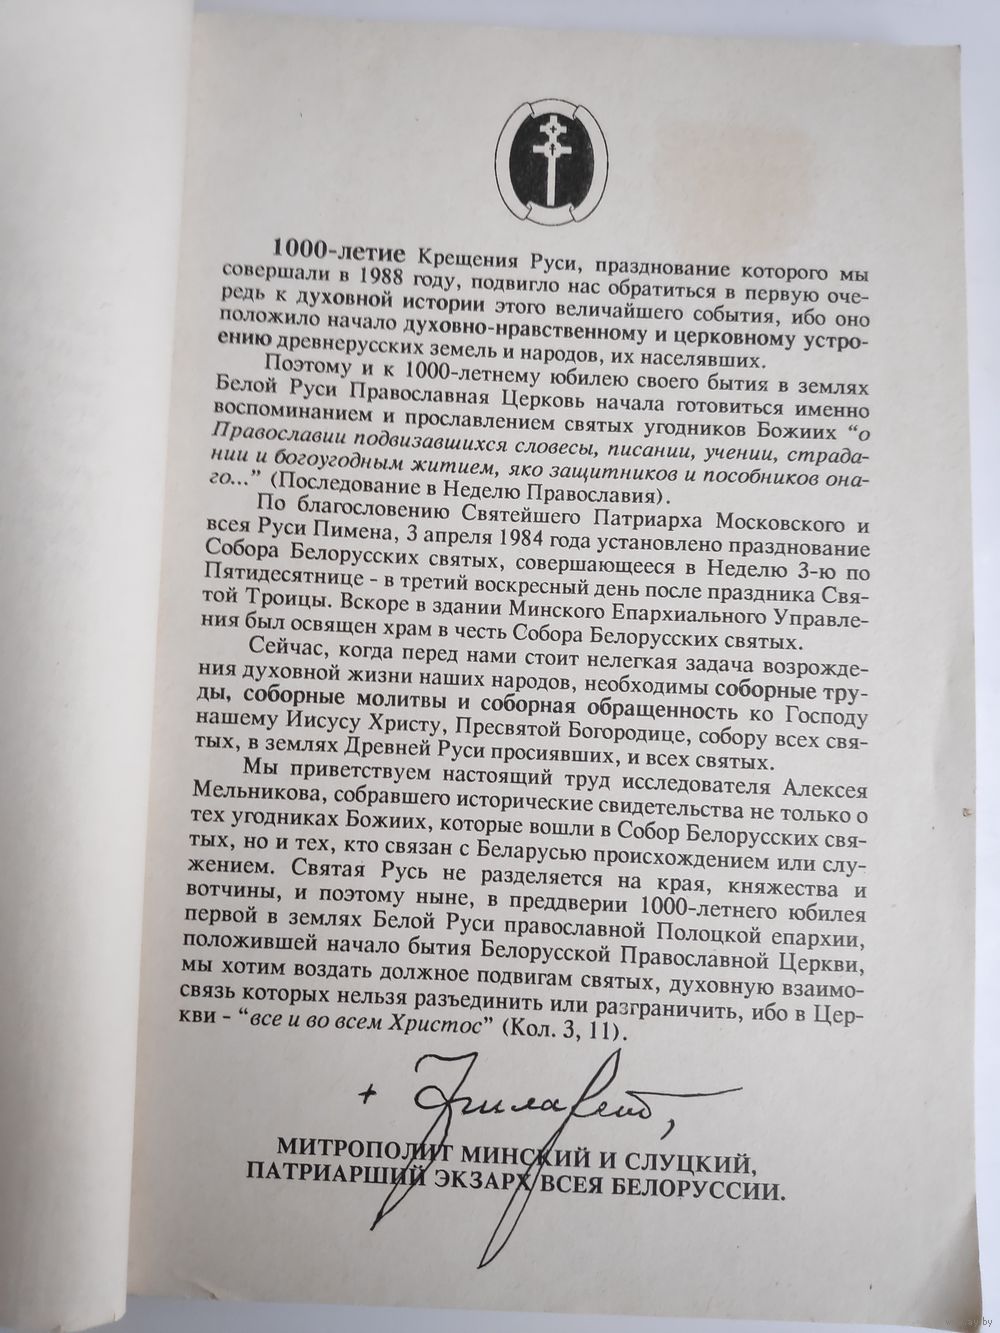 1000-летие Крещения Руси, празднование которого мы
совершали в 1988 году, подвигло нас обратиться в первую оче-
редь к духовной истории этого величайшего события, ибо оно
положило начало духовно-нравственному и церковному устро-
ению древнерусских земель и народов, их населявших.
Поэтому и к 1000-летнему юбилею своего бытия в землях
Белой Руси Православная Церковь начала готовиться именно
воспоминанием и прославлением святых угодников Божиих “о
Православии подвизавшихся словесы, писании, учении, страда-
нии и богоугодным житием, яко защитников и пособников она-
го...” (Последование в Неделю Православия).
По благословению Святейшего Патриарха Московского и
всея Руси Пимена, 3 апреля 1984 года установлено празднование
Собора Белорусских святых, совершающееся в Неделю 3-ю по
Пятидесятнице - в третий воскресный день после праздника Свя-
той Троицы. Вскоре в здании Минского Епархиального Управле-
ния был освящен храм в честь Собора Белорусских святых.
Сейчас, когда перед нами стоит нелегкая задача возрожде-
ния духовной жизни наших народов, необходимы соборные тру-
ды, соборные молитвы и соборная обращенность ко Господу
нашему Иисусу Христу, Пресвятой Богородице, собору всех свя-
тых, в землях Древней Руси просиявших, и всех святых.
Мы приветствуем настоящий труд исследователя Алексея
Мельникова, собравшего исторические свидетельства не только о
тех угодниках Божиих, которые вошли в Собор Белорусских свя-
тых, но и тех, кто связан с Беларусью происхождением или слу-
жением. Святая Русь не разделяется на края, княжества и
вотчины, и поэтому ныне, в преддверии 1000-летнего юбилея
первой в землях Белой Руси православной Полоцкой епархии,
положившей начало бытия Белорусской Православной Церкви,
мы хотим воздать должное подвигам святых, духовную взаимо-
связь которых нельзя разъединить или разграничить, ибо в Цер-
кви - “все и во всем Христос” (Кол. 3, 11).
+ Филарет,
МИТРОПОЛИТ МИНСКИЙ И СЛУЦКИЙ,
ПАТРИАРШИЙ ЭКЗАРХ ВСЕЯ БЕЛОРУССИИ.